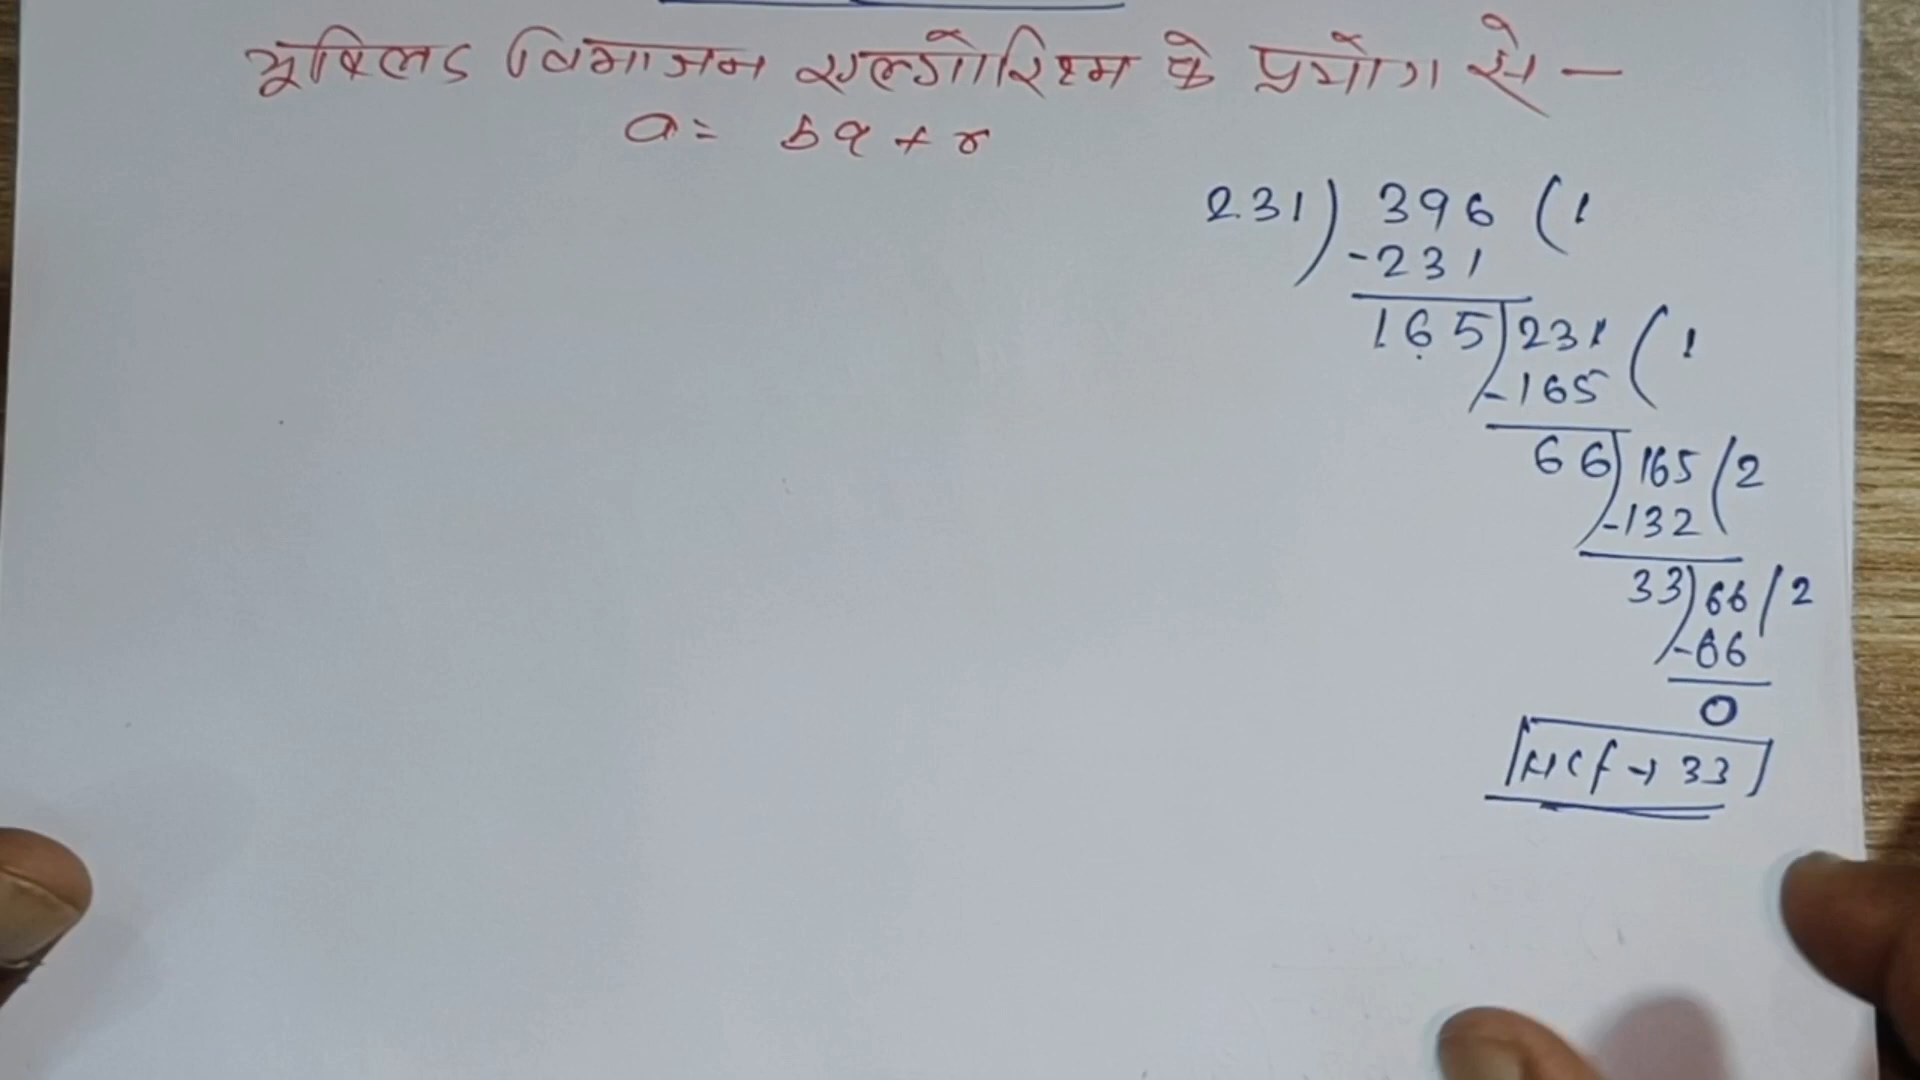 यूक्लिड विभाजन एल्गोरिथ्म के प्रयोग से —
a = bq + r
231) 396 (1
-231
165) 231 (1
-165
66) 165 (2
-132
33) 66 (2
-66
0
HCF → 33